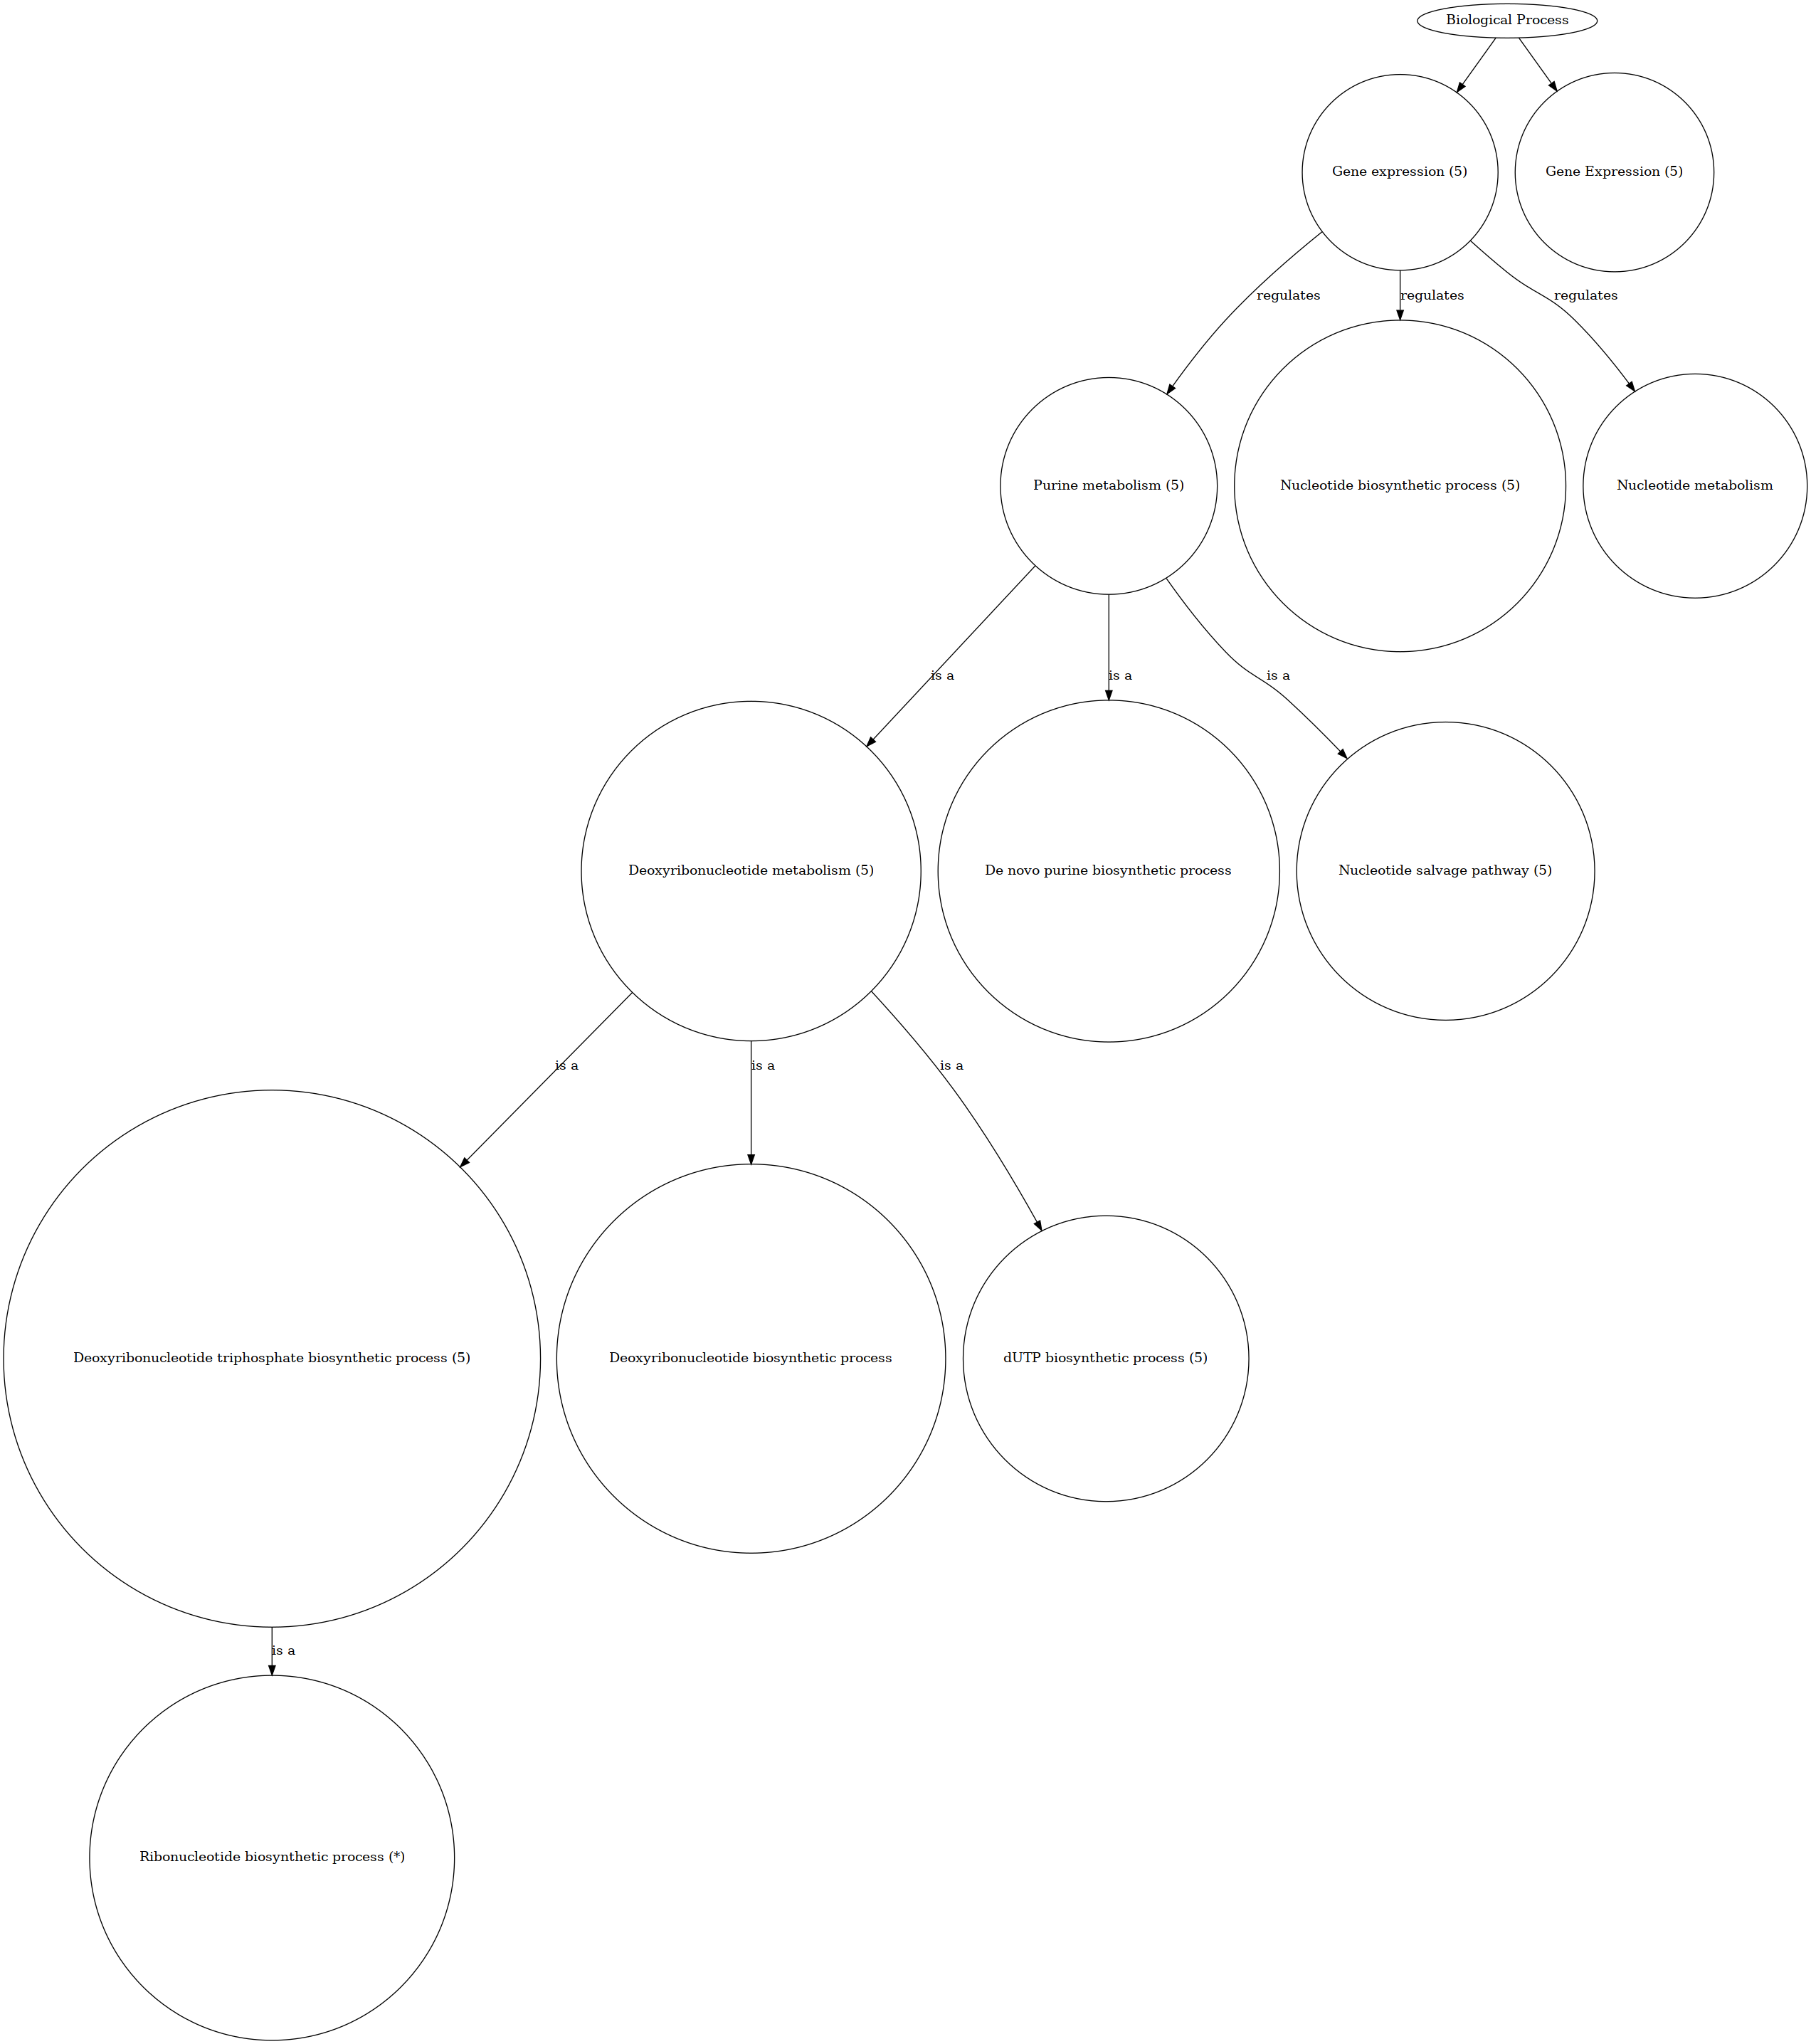 Biological Process
Gene expression (5)
Gene Expression (5)
regulates
regulates
regulates
Purine metabolism (5)
Nucleotide biosynthetic process (5)
Nucleotide metabolism
is a
is a
is a
Deoxyribonucleotide metabolism (5)
De novo purine biosynthetic process
Nucleotide salvage pathway (5)
is a
is a
is a
Deoxyribonucleotide triphosphate biosynthetic process (5)
Deoxyribonucleotide biosynthetic process
dUTP biosynthetic process (5)
is a
Ribonucleotide biosynthetic process (*)